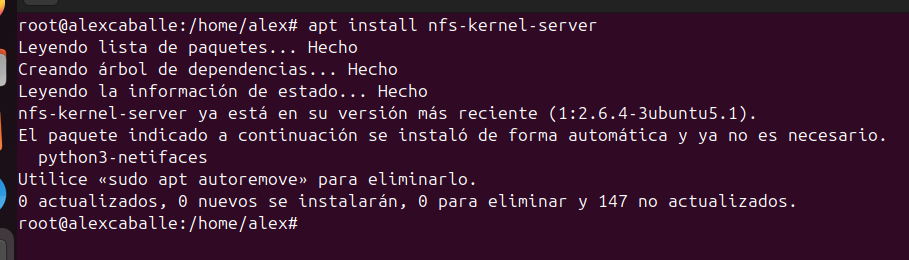 root@alexcaballe:/home/alex# apt install nfs-kernel-server
Leyendo lista de paquetes... Hecho
Creando árbol de dependencias... Hecho
Leyendo la información de estado... Hecho
nfs-kernel-server ya está en su versión más reciente (1:2.6.4-3ubuntu5.1).
El paquete indicado a continuación se instaló de forma automática y ya no es necesario.
  python3-netifaces
Utilice «sudo apt autoremove» para eliminarlo.
0 actualizados, 0 nuevos se instalarán, 0 para eliminar y 147 no actualizados.
root@alexcaballe:/home/alex#